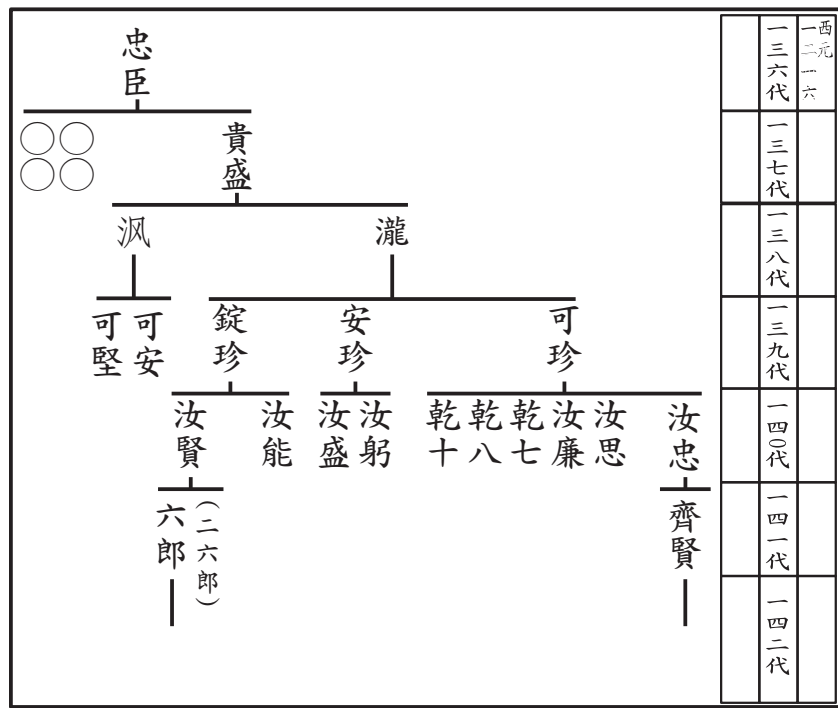 西元
一二一六
一三六代
一三七代
一三八代
一三九代
一四〇代
一四一代
一四二代
忠臣
貴盛
瀧
沨
可珍
安珍
錠珍
可安
可堅
汝忠
汝思
汝廉
乾七
乾八
乾十
汝躬
汝盛
汝能
汝賢
齊賢
(二六郎)
六郎